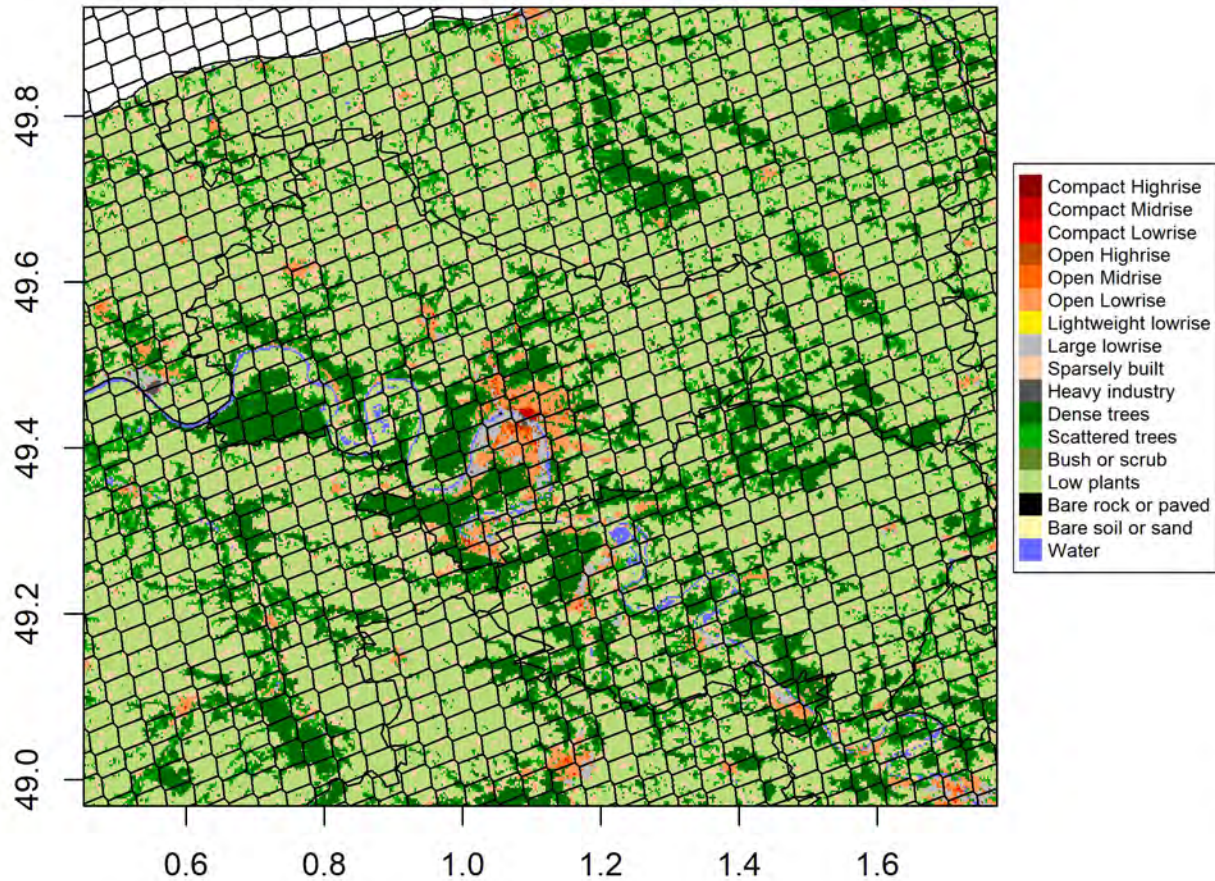 49.8
49.6
49.4
49.2
49.0
0.6 0.8 1.0 1.2 1.4 1.6
Compact Highrise
Compact Midrise
Compact Lowrise
Open Highrise
Open Midrise
Open Lowrise
Lightweight lowrise
Large lowrise
Sparsely built
Heavy industry
Dense trees
Scattered trees
Bush or scrub
Low plants
Bare rock or paved
Bare soil or sand
Water